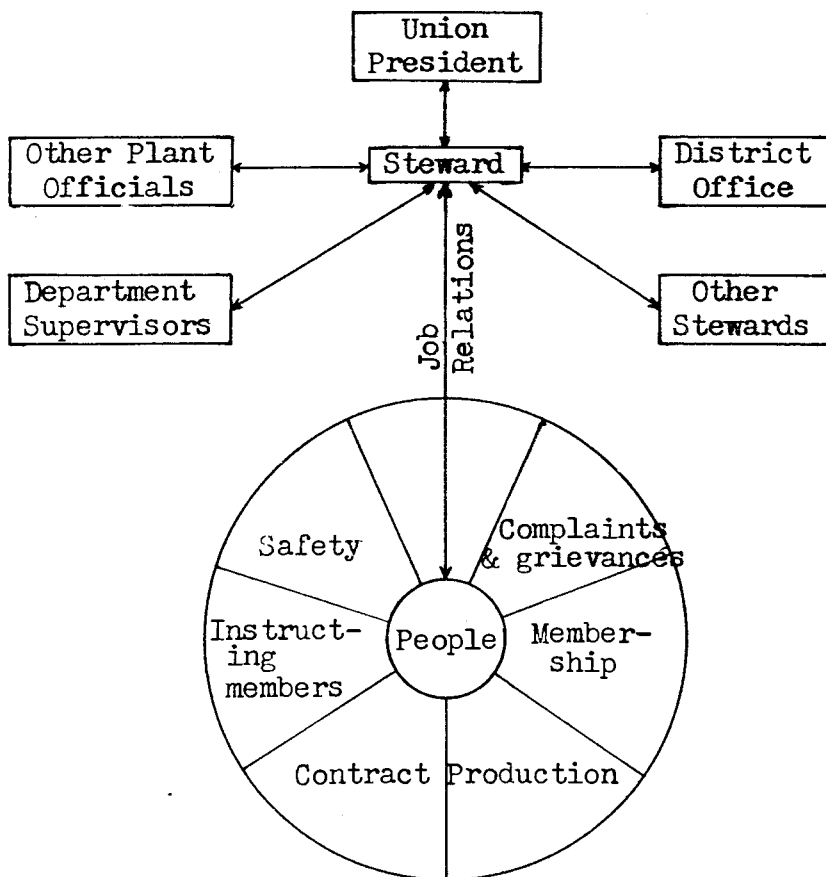 Union
President
Other Plant
Officials
Steward
District
Office
Department
Supervisors
Job
Relations
Other
Stewards
Safety
Complaints
& grievances
Instruct-
ing
members
People
Member-
ship
Contract
Production